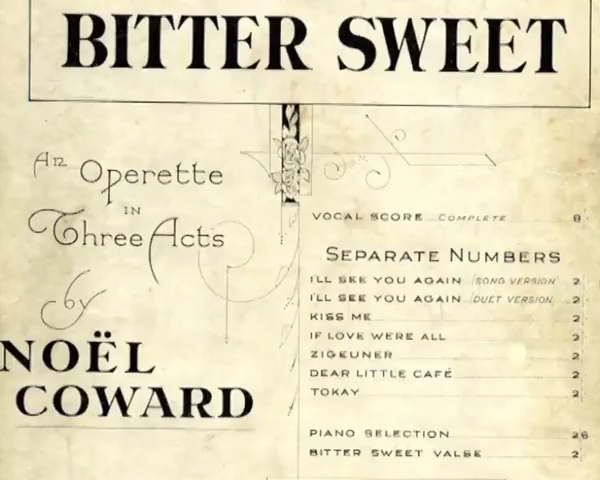 BITTER SWEET
An Operette
IN
Three Acts
by
NOËL
COWARD
VOCAL SCORE COMPLETE 8
SEPARATE NUMBERS
I'LL SEE YOU AGAIN (SONG VERSION) 2
I'LL SEE YOU AGAIN (DUET VERSION) 2
KISS ME 2
IF LOVE WERE ALL 2
ZIGEUNER 2
DEAR LITTLE CAFÉ 2
TOKAY 2
PIANO SELECTION 26
BITTER SWEET VALSE 2